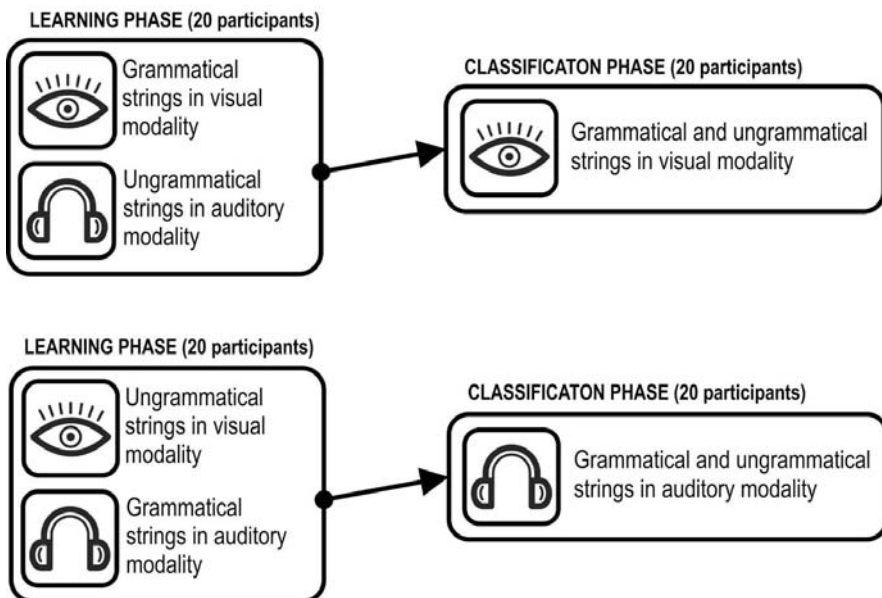 LEARNING PHASE (20 participants)
Grammatical
strings in visual
modality
Ungrammatical
strings in auditory
modality
CLASSIFICATON PHASE (20 participants)
Grammatical and ungrammatical
strings in visual modality
LEARNING PHASE (20 participants)
Ungrammatical
strings in visual
modality
Grammatical
strings in auditory
modality
CLASSIFICATON PHASE (20 participants)
Grammatical and ungrammatical
strings in auditory modality